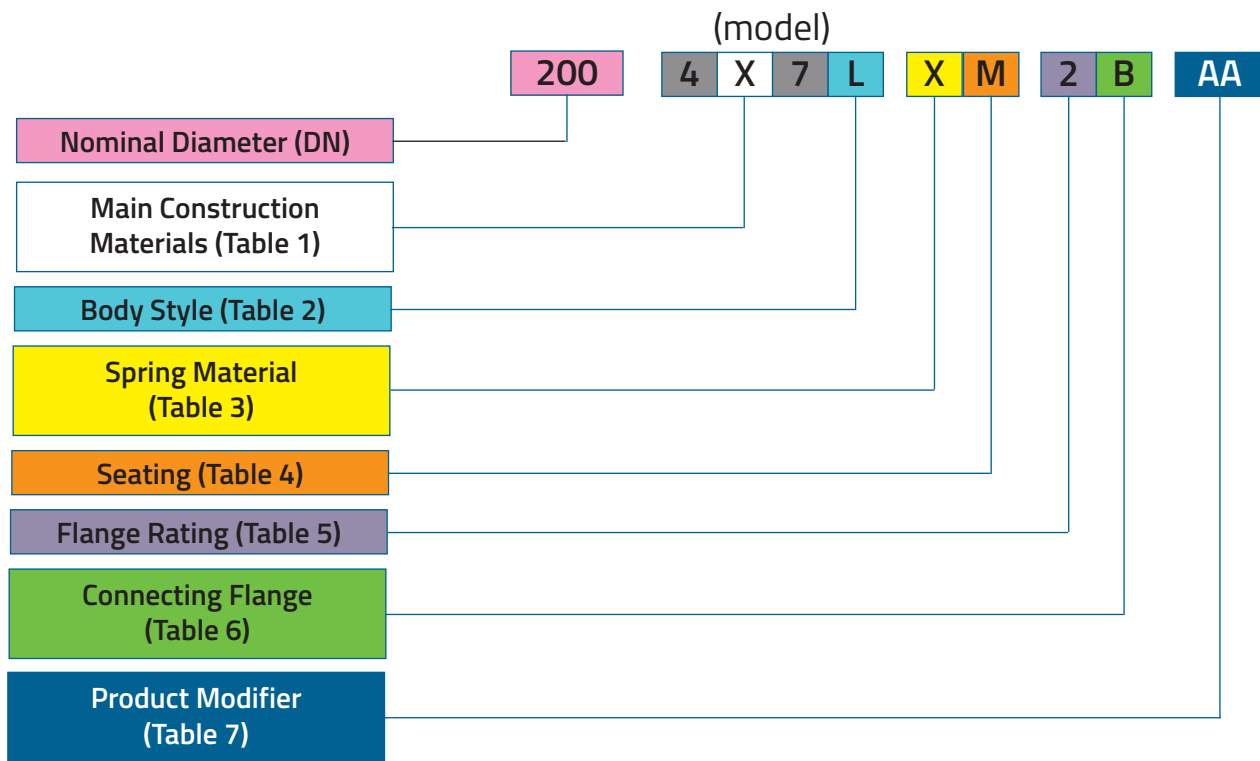 (model)
200 4 X 7 L X M 2 B AA
Nominal Diameter (DN)
Main Construction
Materials (Table 1)
Body Style (Table 2)
Spring Material
(Table 3)
Seating (Table 4)
Flange Rating (Table 5)
Connecting Flange
(Table 6)
Product Modifier
(Table 7)